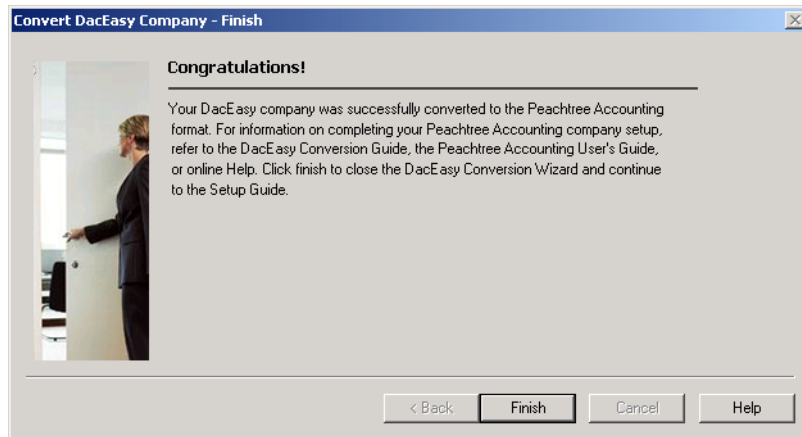 Convert DacEasy Company - Finish
Congratulations!
Your DacEasy company was successfully converted to the Peachtree Accounting
format. For information on completing your Peachtree Accounting company setup,
refer to the DacEasy Conversion Guide, the Peachtree Accounting User's Guide,
or online Help. Click finish to close the DacEasy Conversion Wizard and continue
to the Setup Guide.
< Back Finish Cancel Help